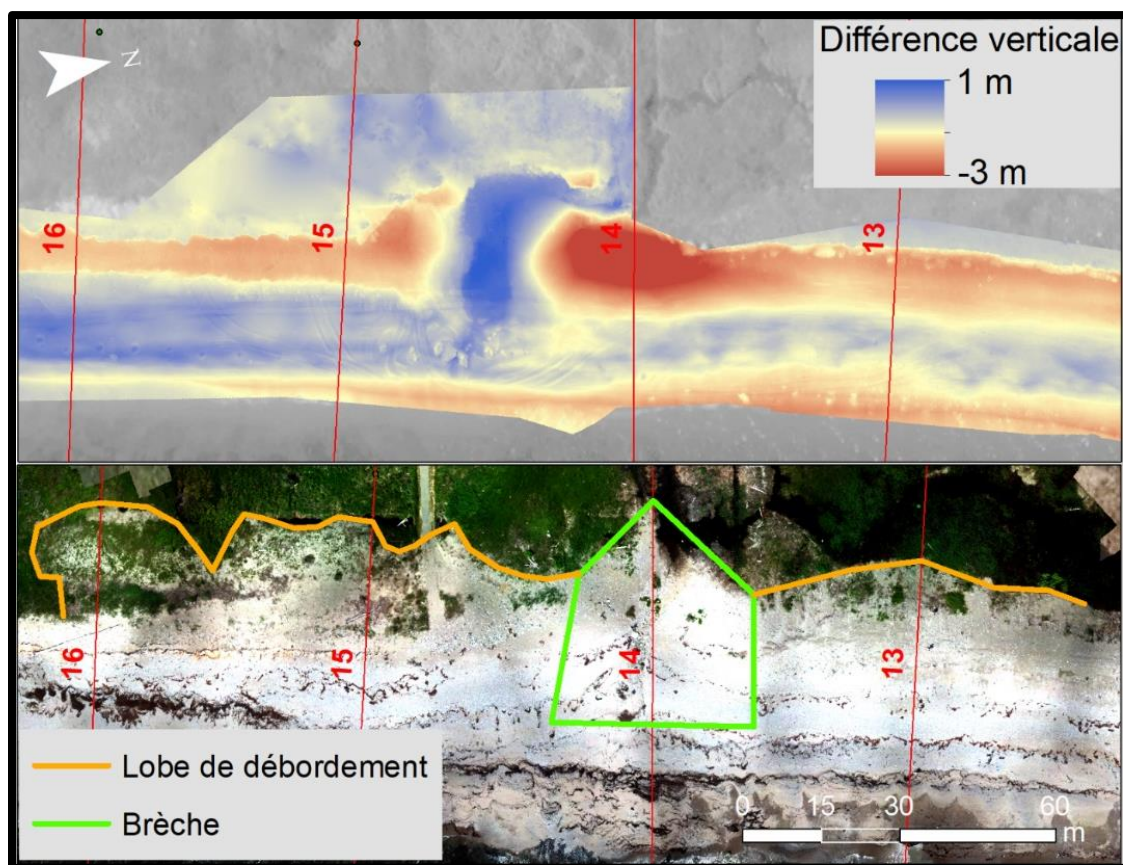 N
Différence verticale
1 m
-3 m
16
15
14
13
16
15
14
13
Lobe de débordement
Brèche
0 15 30 60
m